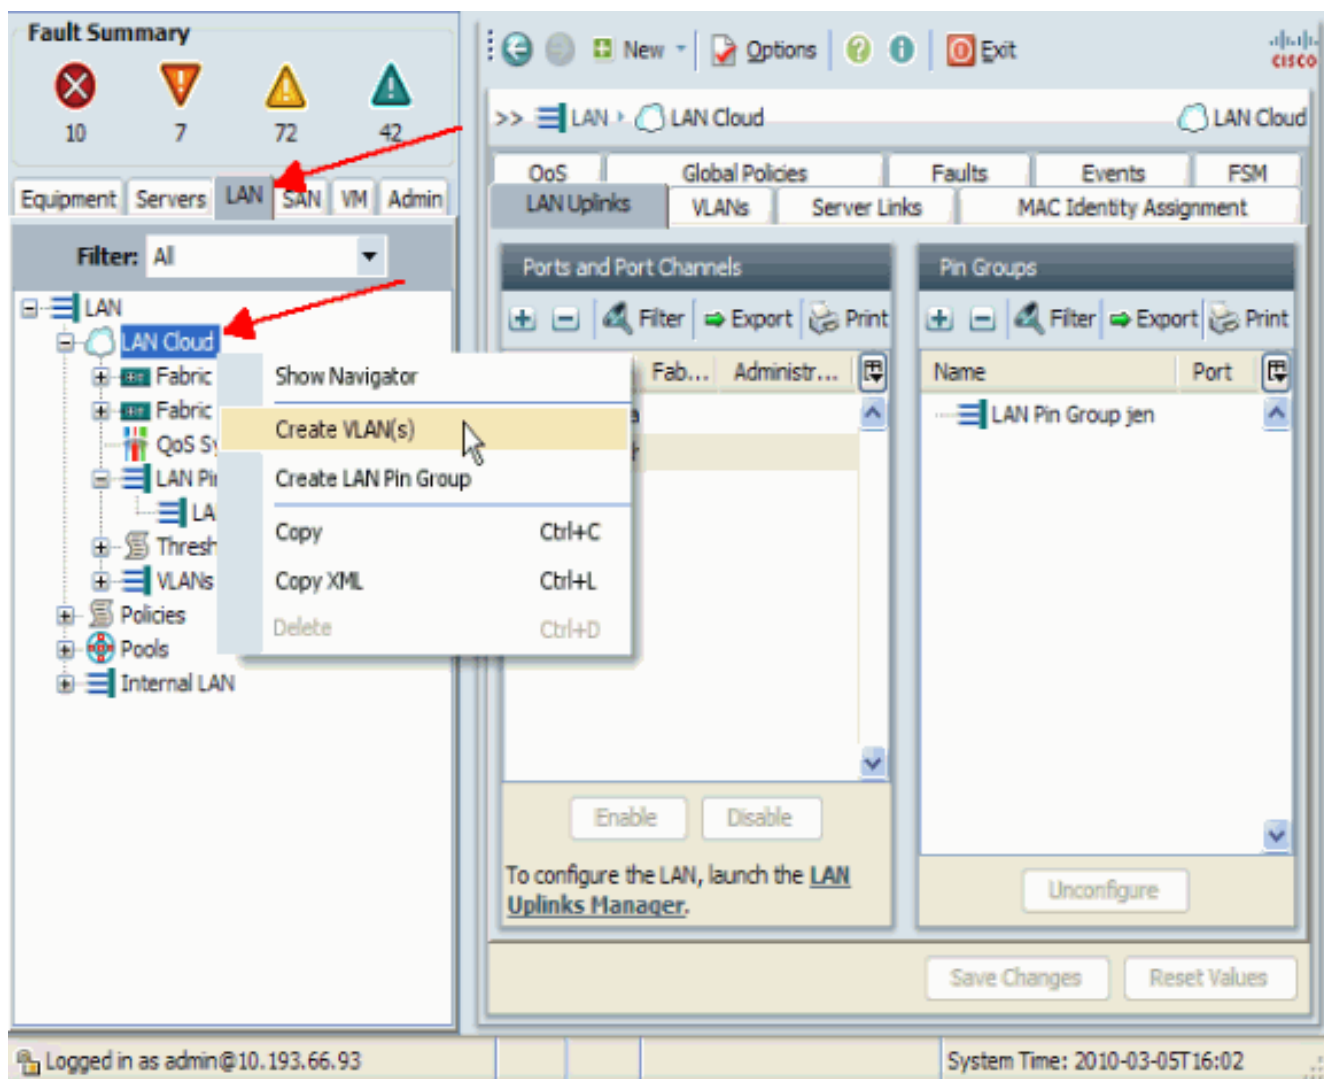 Fault Summary
10 7 72 42
Equipment Servers LAN SAN VM Admin
Filter: All
LAN
LAN Cloud
Fabric
Fabric
QoS
LAN
Policies
VLANs
Pools
Internal LAN
Show Navigator
Create VLAN(s)
Create LAN Pin Group
Copy Ctrl+C
Copy XML Ctrl+L
Delete Ctrl+D
New Options Exit
CISCO
>> LAN LAN Cloud LAN Cloud
QoS Global Policies Faults Events FSM
LAN Uplinks VLANs Server Links MAC Identity Assignment
Ports and Port Channels
Filter Export Print
Fab... Administr...
Enable Disable
To configure the LAN, launch the LAN
Uplinks Manager.
Pin Groups
Filter Export Print
Name Port
LAN Pin Group jen
Unconfigure
Save Changes Reset Values
Logged in as admin@10.193.66.93
System Time: 2010-03-05T16:02